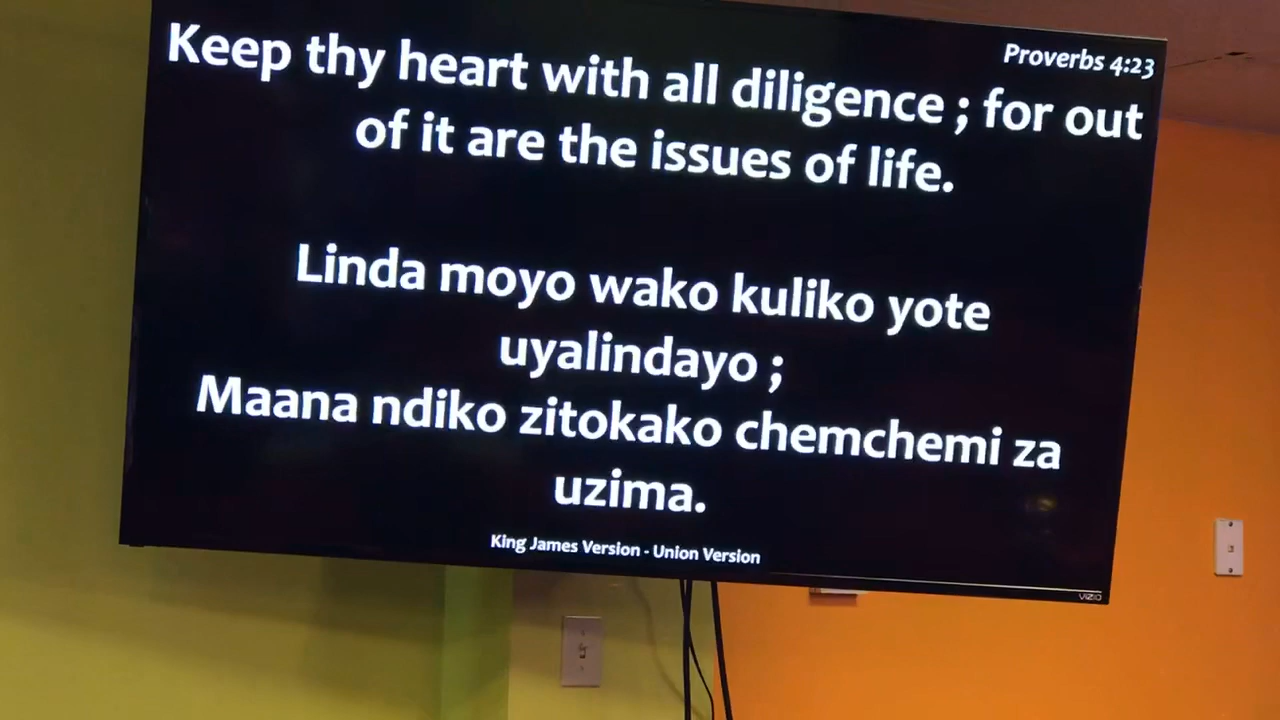 Proverbs 4:23
Keep thy heart with all diligence ; for out
of it are the issues of life.
Linda moyo wako kuliko yote
uyalindayo ;
Maana ndiko zitokako chemchemi za
uzima.
King James Version - Union Version
VIZIO